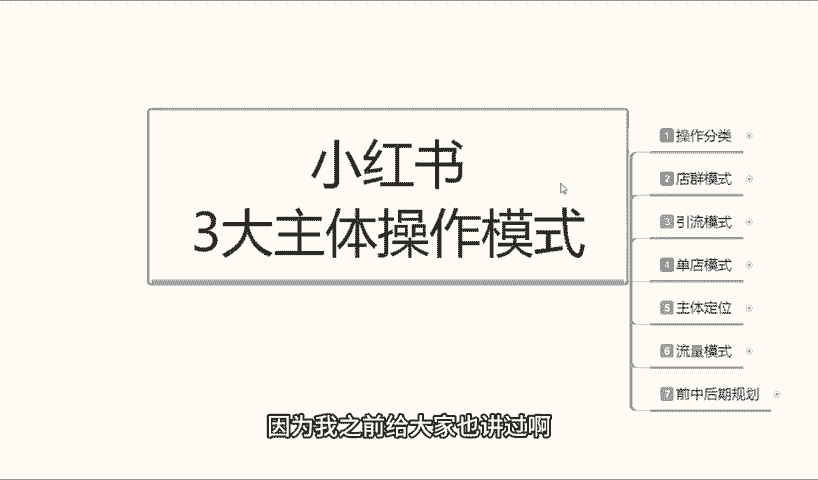 小红书
3大主体操作模式
1 操作分类
2 店群模式
3 引流模式
4 单店模式
5 主体定位
6 流量模式
7 前中后期规划
因为我之前给大家也讲过啊